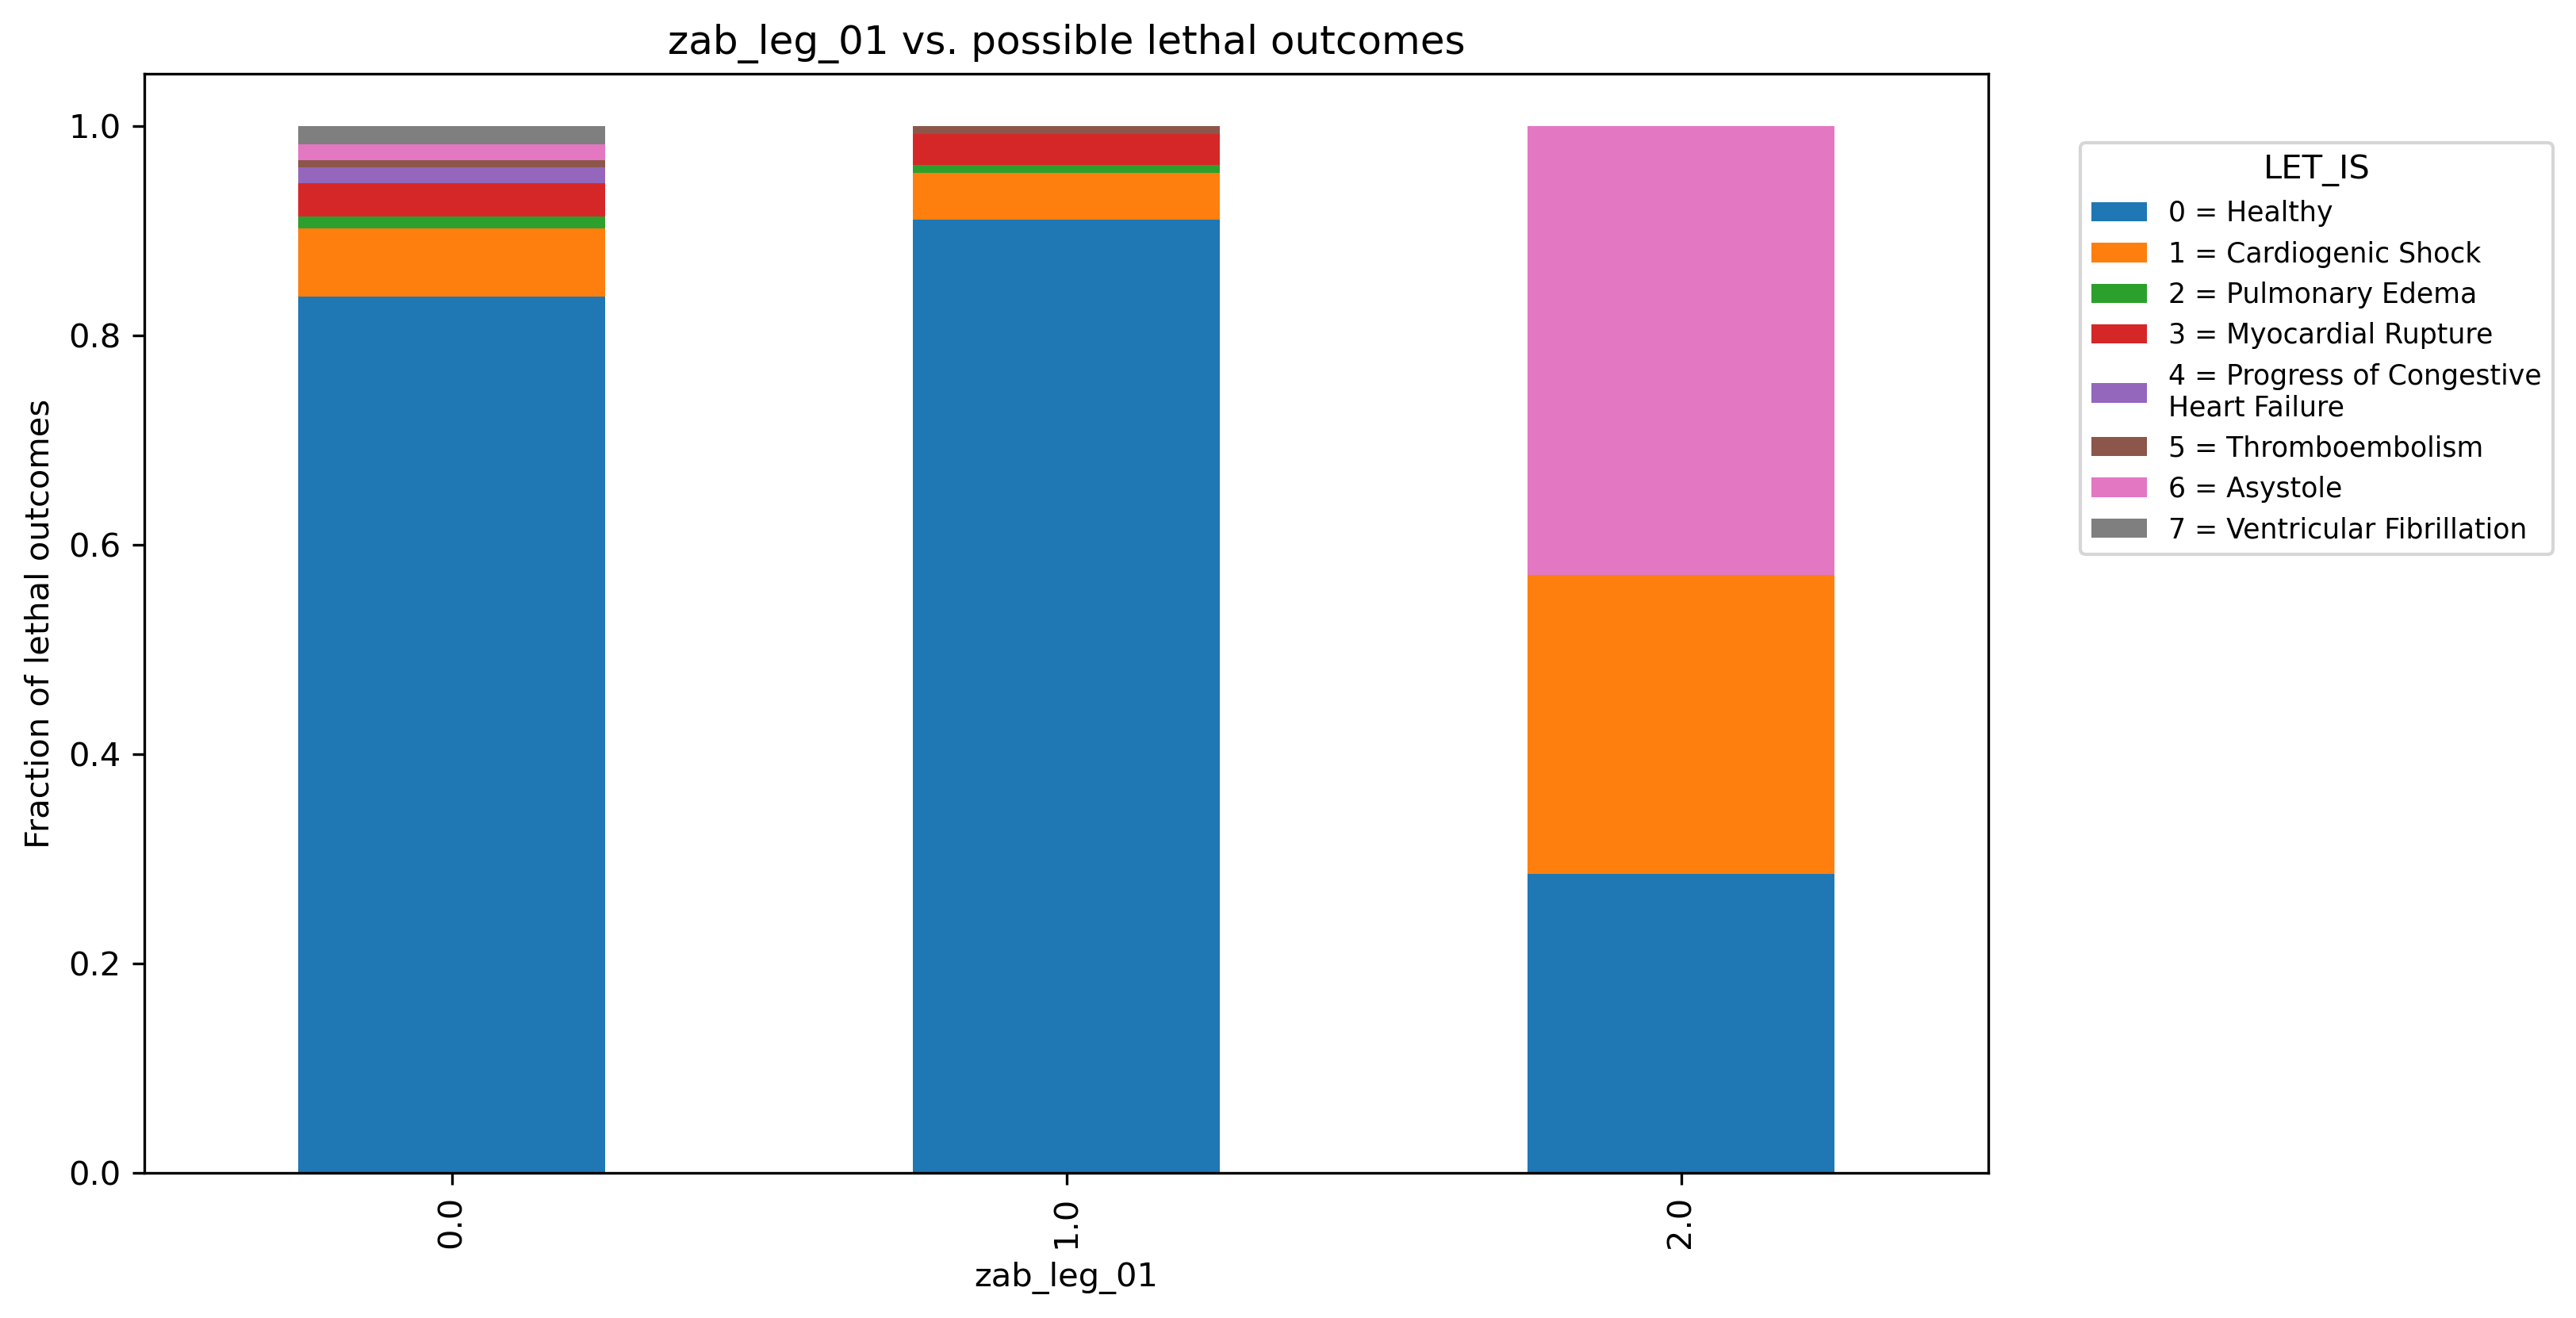 zab_leg_01 vs. possible lethal outcomes
Fraction of lethal outcomes
1.0
0.8
0.6
0.4
0.2
0.0
0.0
1.0
2.0
zab_leg_01
LET_IS
0 = Healthy
1 = Cardiogenic Shock
2 = Pulmonary Edema
3 = Myocardial Rupture
4 = Progress of Congestive
Heart Failure
5 = Thromboembolism
6 = Asystole
7 = Ventricular Fibrillation